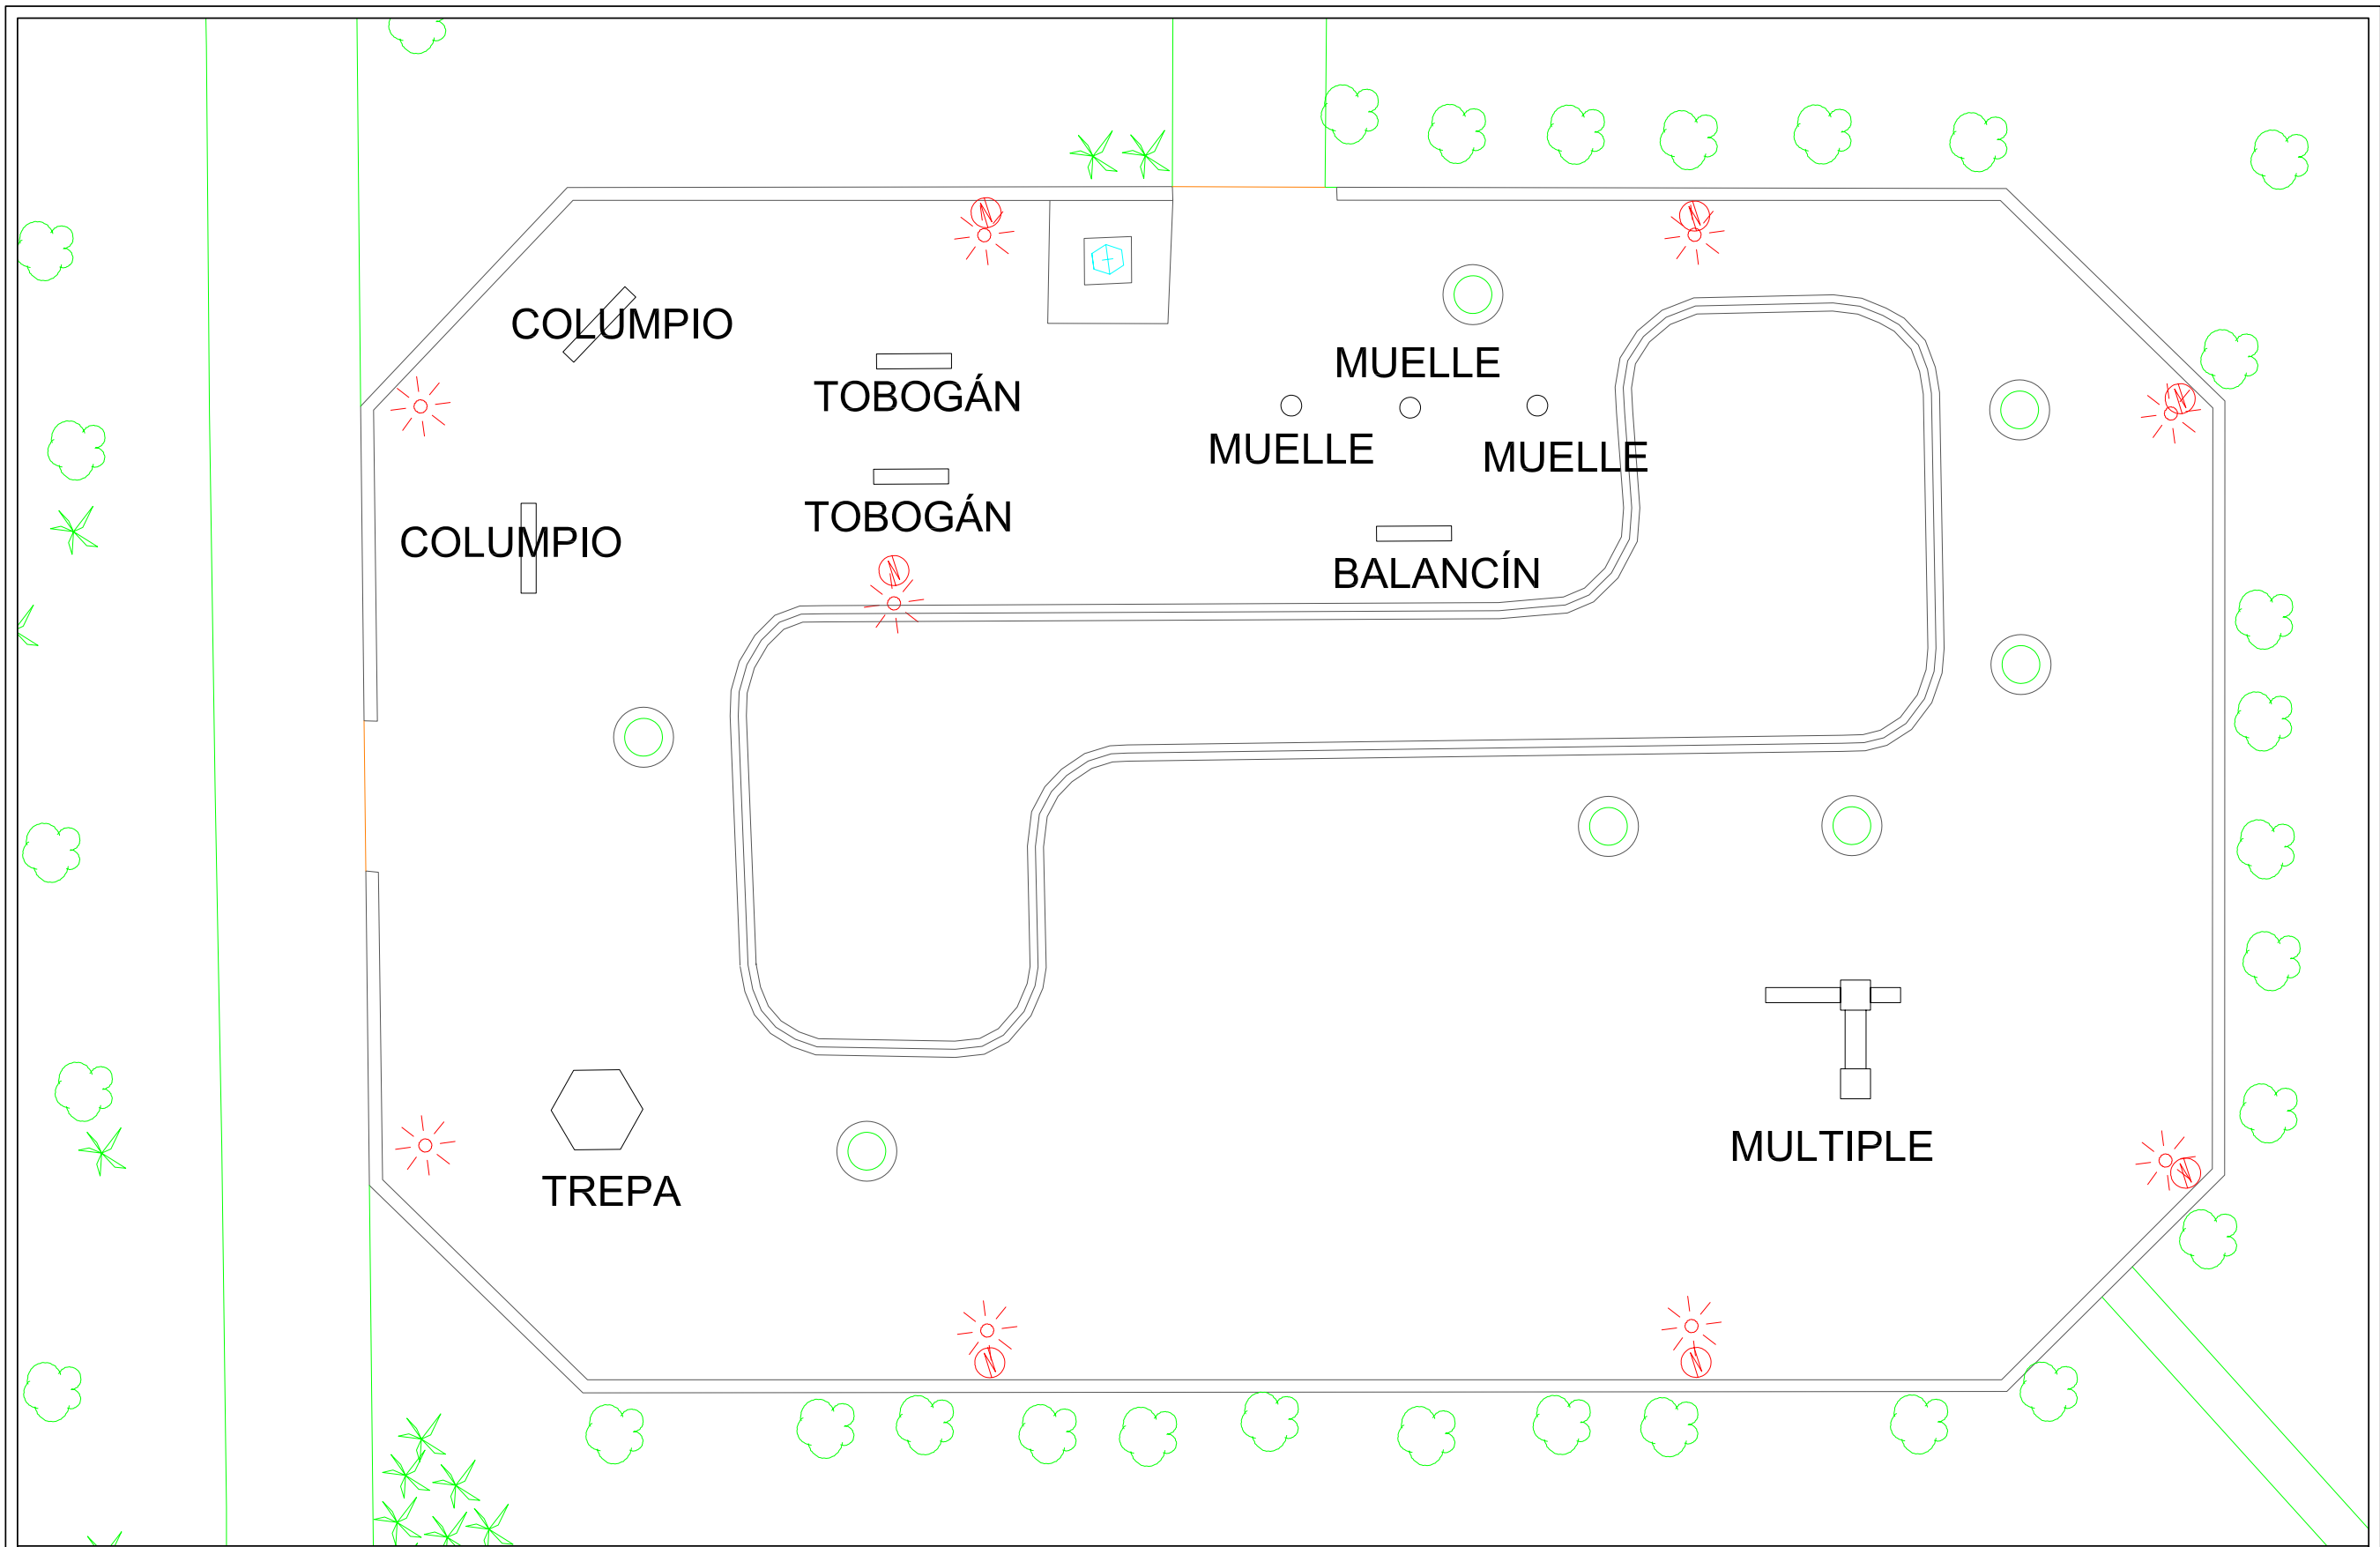 COLUMPIO
TOBOGÁN
MUELLE
MUELLE
MUELLE
TOBOGÁN
COLUMPIO
BALANCÍN
MULTIPLE
TREPA